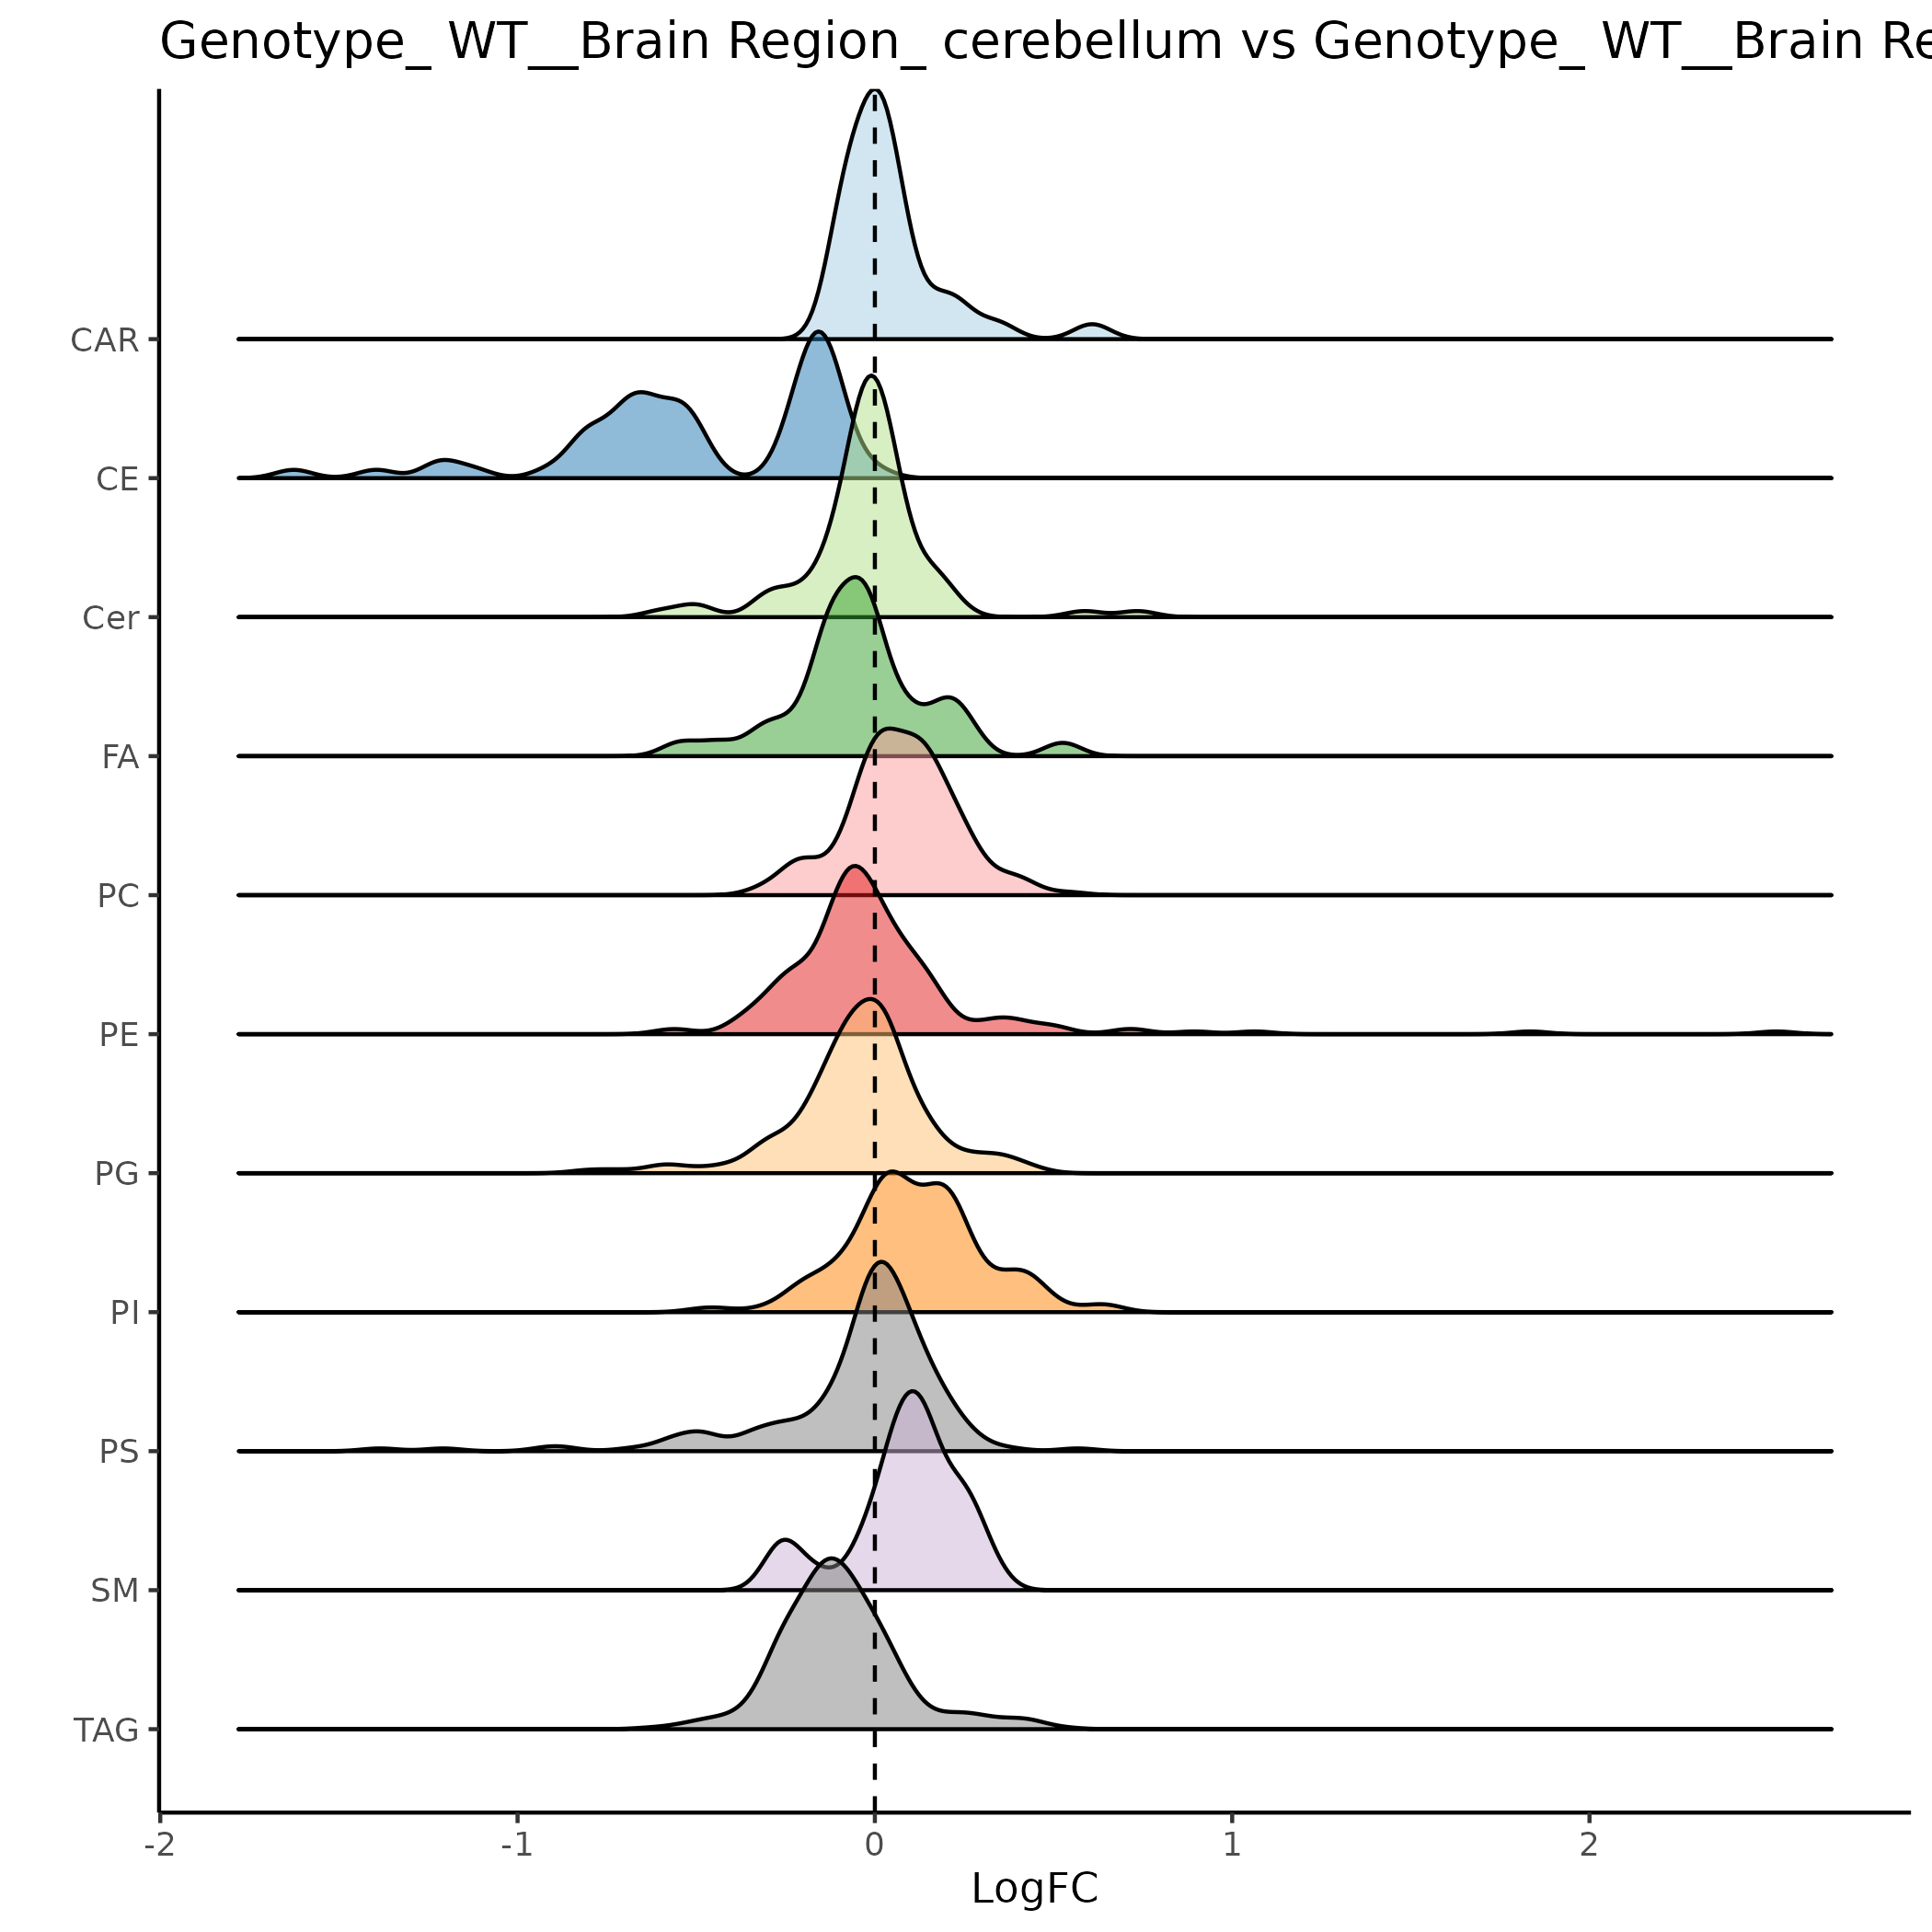 Genotype_ WT__Brain Region_ cerebellum vs Genotype_ WT__Brain Re
CAR
CE
Cer
FA
PC
PE
PG
PI
PS
SM
TAG
-2 -1 0 1 2
LogFC